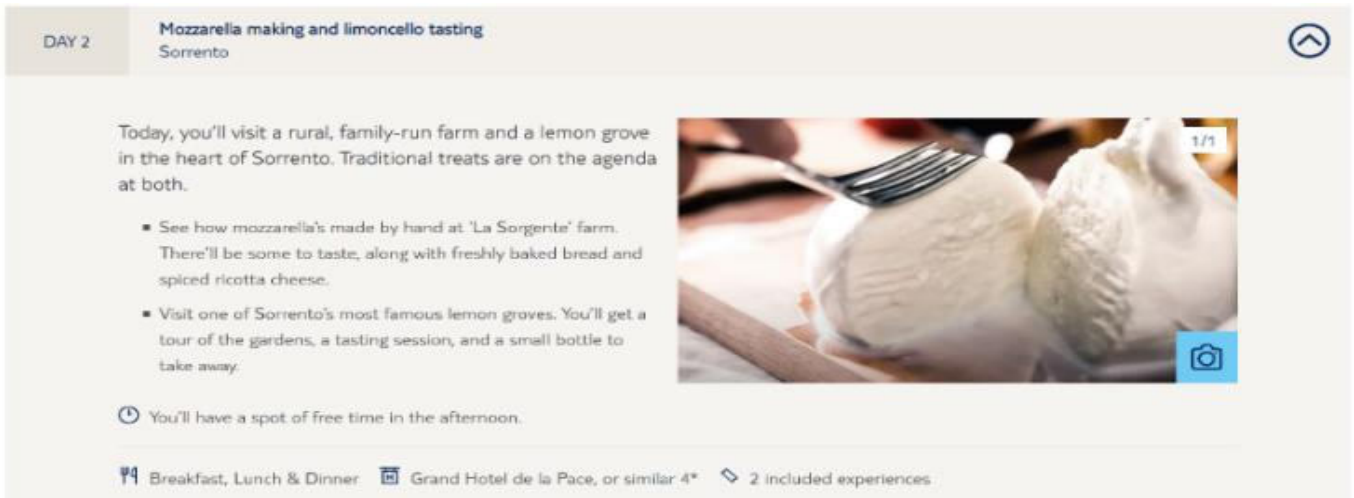 DAY 2
Mozzarella making and limoncello tasting
Sorrento
Today, you'll visit a rural, family-run farm and a lemon grove
in the heart of Sorrento. Traditional treats are on the agenda
at both.
▪ See how mozzarella's made by hand at 'La Sorgente' farm.
There'll be some to taste, along with freshly baked bread and
spiced ricotta cheese.
▪ Visit one of Sorrento's most famous lemon groves. You'll get a
tour of the gardens, a tasting session, and a small bottle to
take away.
1/1
You'll have a spot of free time in the afternoon.
Breakfast, Lunch & Dinner Grand Hotel de la Pace, or similar 4* 2 included experiences